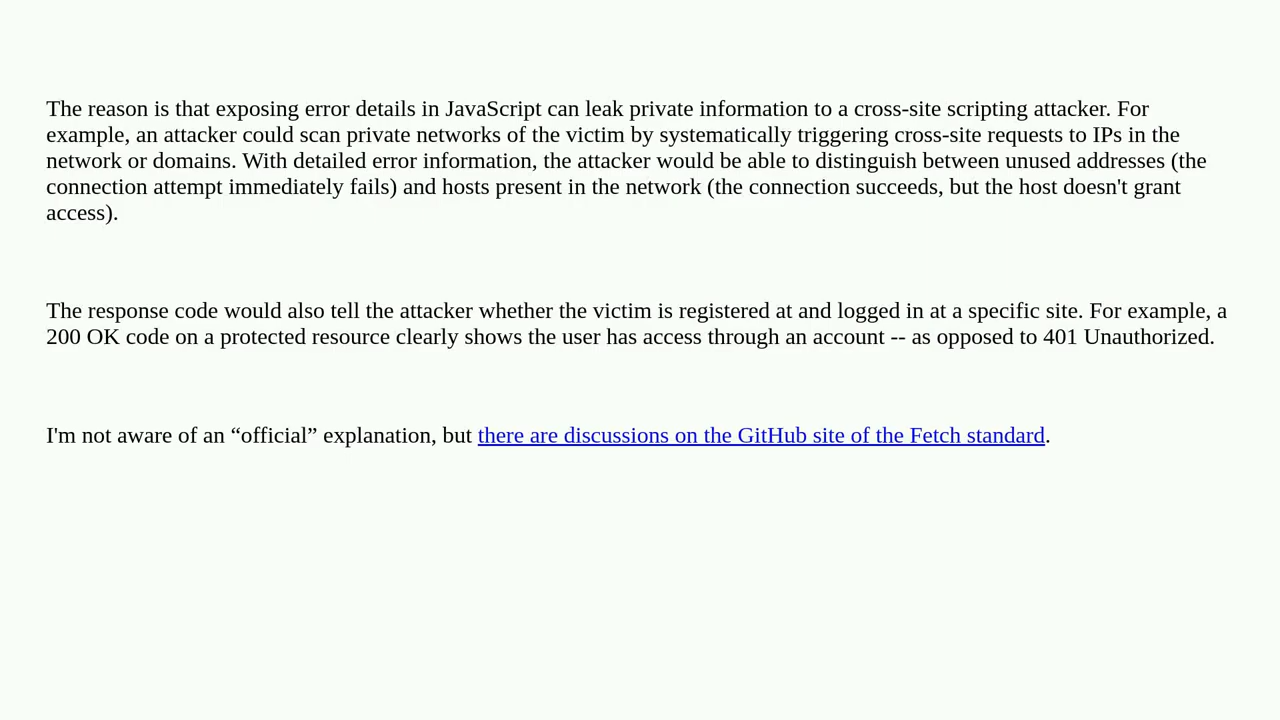 The reason is that exposing error details in JavaScript can leak private information to a cross-site scripting attacker. For
example, an attacker could scan private networks of the victim by systematically triggering cross-site requests to IPs in the
network or domains. With detailed error information, the attacker would be able to distinguish between unused addresses (the
connection attempt immediately fails) and hosts present in the network (the connection succeeds, but the host doesn't grant
access).
The response code would also tell the attacker whether the victim is registered at and logged in at a specific site. For example, a
200 OK code on a protected resource clearly shows the user has access through an account -- as opposed to 401 Unauthorized.
I'm not aware of an “official” explanation, but there are discussions on the GitHub site of the Fetch standard.